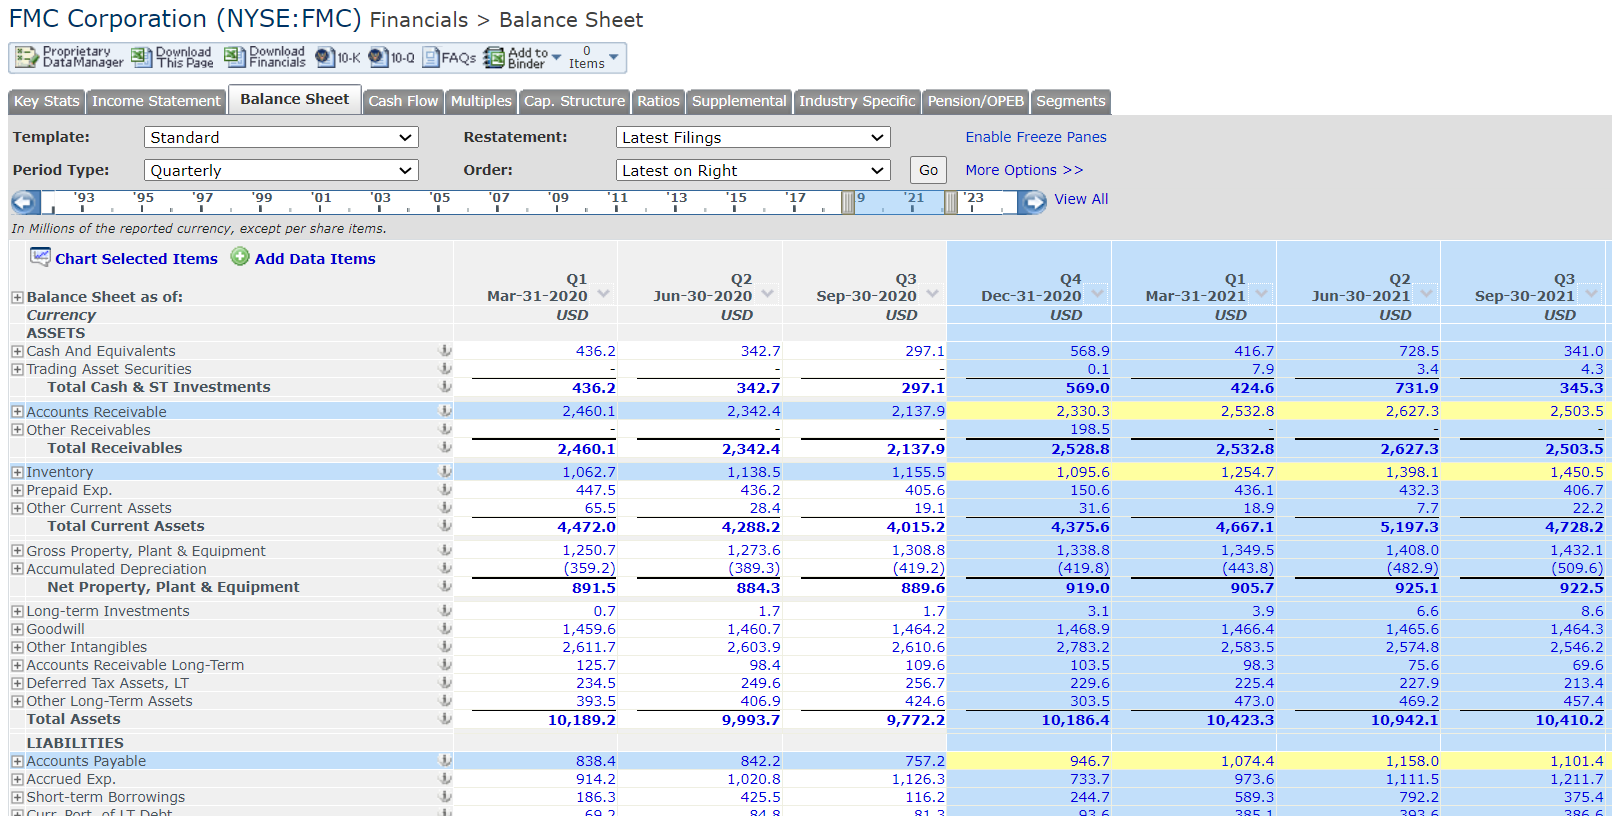 FMC Corporation (NYSE:FMC) Financials > Balance Sheet
Proprietary Data Manager Download This Page Download Financials 10-K 10-Q FAQs Add to Binder 0 Items
Key Stats Income Statement Balance Sheet Cash Flow Multiples Cap. Structure Ratios Supplemental Industry Specific Pension/OPEB Segments
Template: Standard Restatement: Latest Filings Enable Freeze Panes
Period Type: Quarterly Order: Latest on Right Go More Options >>
'93 '95 '97 '99 '01 '03 '05 '07 '09 '11 '13 '15 '17 9 '21 '23 View All
In Millions of the reported currency, except per share items.
Chart Selected Items Add Data Items
Q1 Q2 Q3 Q4 Q1 Q2 Q3
Balance Sheet as of: Mar-31-2020 Jun-30-2020 Sep-30-2020 Dec-31-2020 Mar-31-2021 Jun-30-2021 Sep-30-2021
Currency USD USD USD USD USD USD USD
ASSETS
Cash And Equivalents 436.2 342.7 297.1 568.9 416.7 728.5 341.0
Trading Asset Securities - - - 0.1 7.9 3.4 4.3
Total Cash & ST Investments 436.2 342.7 297.1 569.0 424.6 731.9 345.3
Accounts Receivable 2,460.1 2,342.4 2,137.9 2,330.3 2,532.8 2,627.3 2,503.5
Other Receivables - - - 198.5 - - -
Total Receivables 2,460.1 2,342.4 2,137.9 2,528.8 2,532.8 2,627.3 2,503.5
Inventory 1,062.7 1,138.5 1,155.5 1,095.6 1,254.7 1,398.1 1,450.5
Prepaid Exp. 447.5 436.2 405.6 150.6 436.1 432.3 406.7
Other Current Assets 65.5 28.4 19.1 31.6 18.9 7.7 22.2
Total Current Assets 4,472.0 4,288.2 4,015.2 4,375.6 4,667.1 5,197.3 4,728.2
Gross Property, Plant & Equipment 1,250.7 1,273.6 1,308.8 1,338.8 1,349.5 1,408.0 1,432.1
Accumulated Depreciation (359.2) (389.3) (419.2) (419.8) (443.8) (482.9) (509.6)
Net Property, Plant & Equipment 891.5 884.3 889.6 919.0 905.7 925.1 922.5
Long-term Investments 0.7 1.7 1.7 3.1 3.9 6.6 8.6
Goodwill 1,459.6 1,460.7 1,464.2 1,468.9 1,466.4 1,465.6 1,464.3
Other Intangibles 2,611.7 2,603.9 2,610.6 2,783.2 2,583.5 2,574.8 2,546.2
Accounts Receivable Long-Term 125.7 98.4 109.6 103.5 98.3 75.6 69.6
Deferred Tax Assets, LT 234.5 249.6 256.7 229.6 225.4 227.9 213.4
Other Long-Term Assets 393.5 406.9 424.6 303.5 473.0 469.2 457.4
Total Assets 10,189.2 9,993.7 9,772.2 10,186.4 10,423.3 10,942.1 10,410.2
LIABILITIES
Accounts Payable 838.4 842.2 757.2 946.7 1,074.4 1,158.0 1,101.4
Accrued Exp. 914.2 1,020.8 1,126.3 733.7 973.6 1,111.5 1,211.7
Short-term Borrowings 186.3 425.5 116.2 244.7 589.3 792.2 375.4
Curr. Port. of LT Debt 69.2 84.8 81.3 93.6 385.1 393.6 386.6